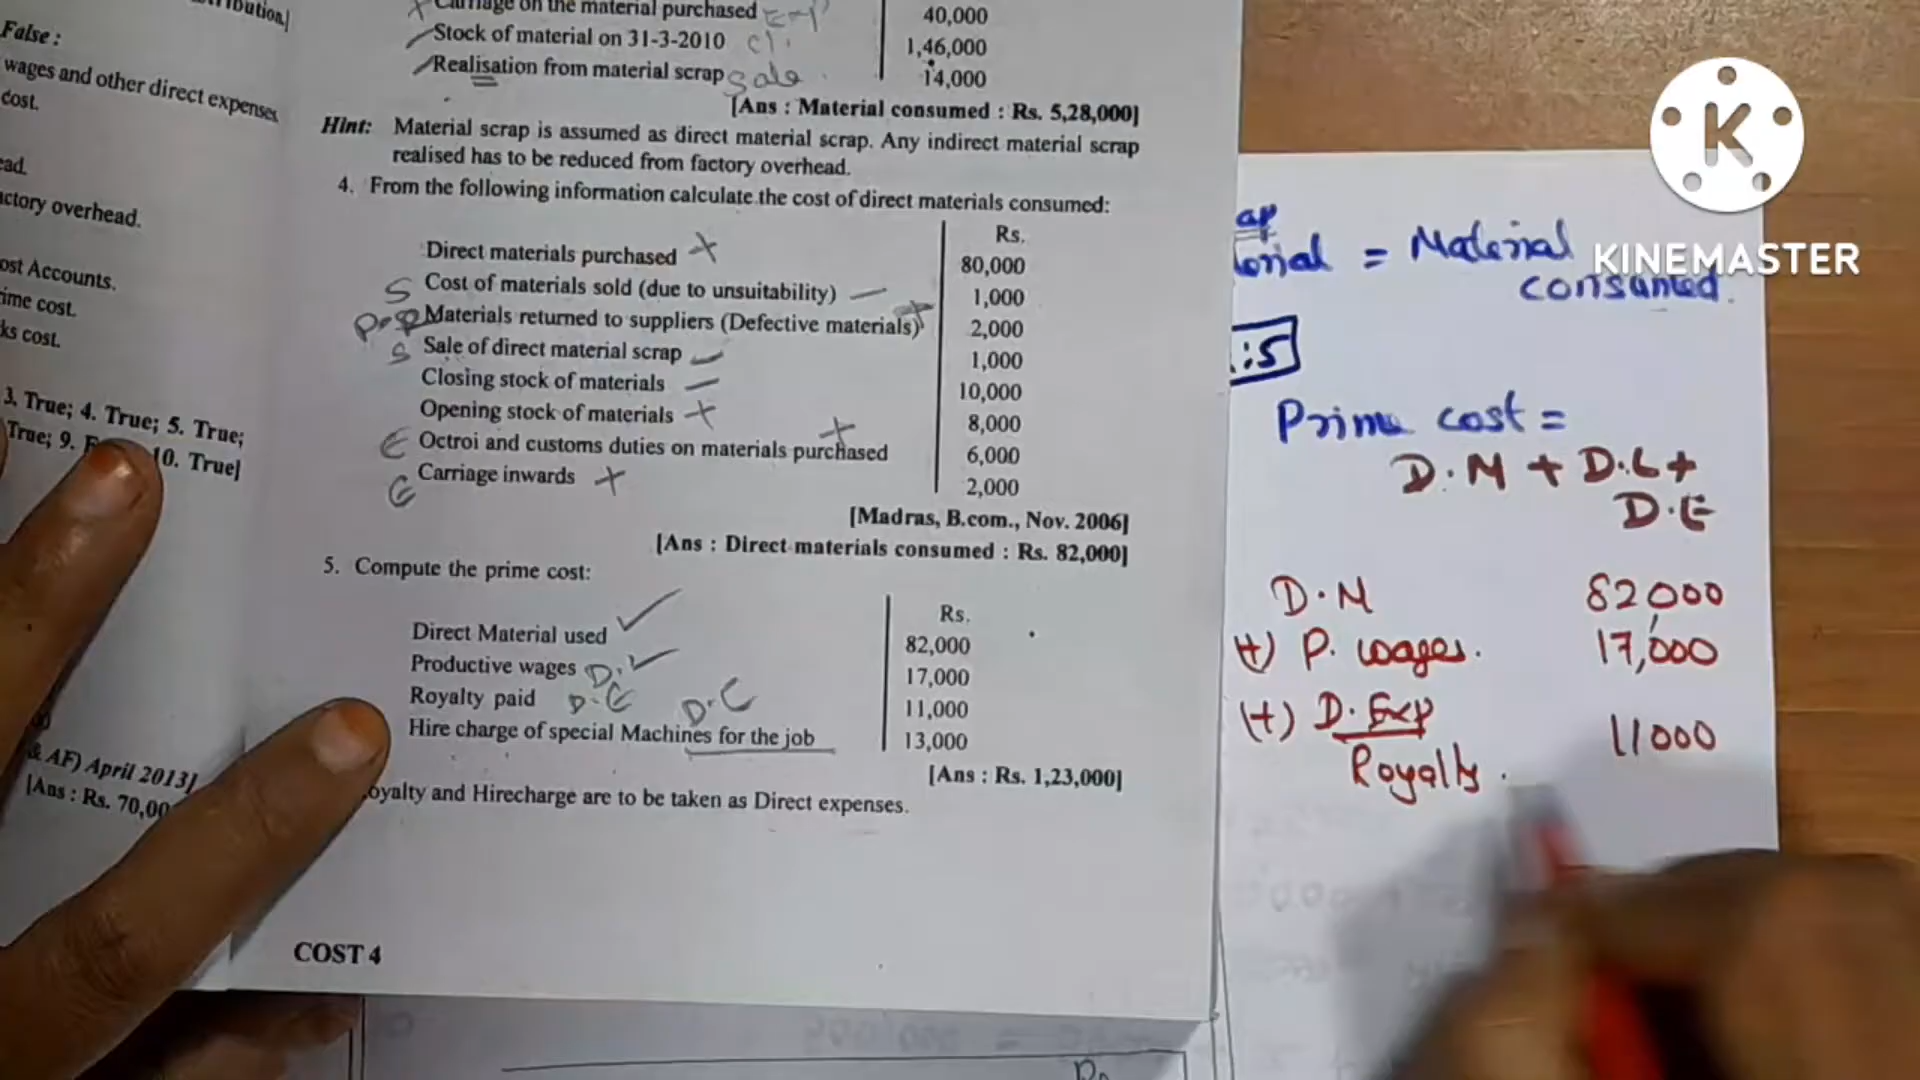 False :
wages and other direct expenses
cost.
ead.
actory overhead.
ost Accounts.
rime cost.
ks cost.
3. True; 4. True; 5. True;
True; 9. 10. True]
& AF) April 2013]
[Ans : Rs. 70,00
Carriage on the material purchased Exp 40,000
Stock of material on 31-3-2010 cl. 1,46,000
Realisation from material scrap Sale 14,000
[Ans : Material consumed : Rs. 5,28,000]
Hint: Material scrap is assumed as direct material scrap. Any indirect material scrap
realised has to be reduced from factory overhead.
4. From the following information calculate the cost of direct materials consumed:
Rs.
Direct materials purchased + 80,000
S Cost of materials sold (due to unsuitability) — 1,000
Materials returned to suppliers (Defective materials) 2,000
S Sale of direct material scrap — 1,000
Closing stock of materials — 10,000
Opening stock of materials + 8,000
E Octroi and customs duties on materials purchased + 6,000
E Carriage inwards + 2,000
[Madras, B.com., Nov. 2006]
[Ans : Direct materials consumed : Rs. 82,000]
5. Compute the prime cost:
Rs.
Direct Material used 82,000
Productive wages 17,000
Royalty paid D.E 11,000
Hire charge of special Machines for the job 13,000
[Ans : Rs. 1,23,000]
oyalty and Hirecharge are to be taken as Direct expenses.
COST 4
ap
terial = Material
consumed.
:5
Prime cost =
D.M + D.L +
D.E
D.M 82,000
(+) P. wages. 17,000
(+) D. Exp
Royalty. 11000
K
KINEMASTER